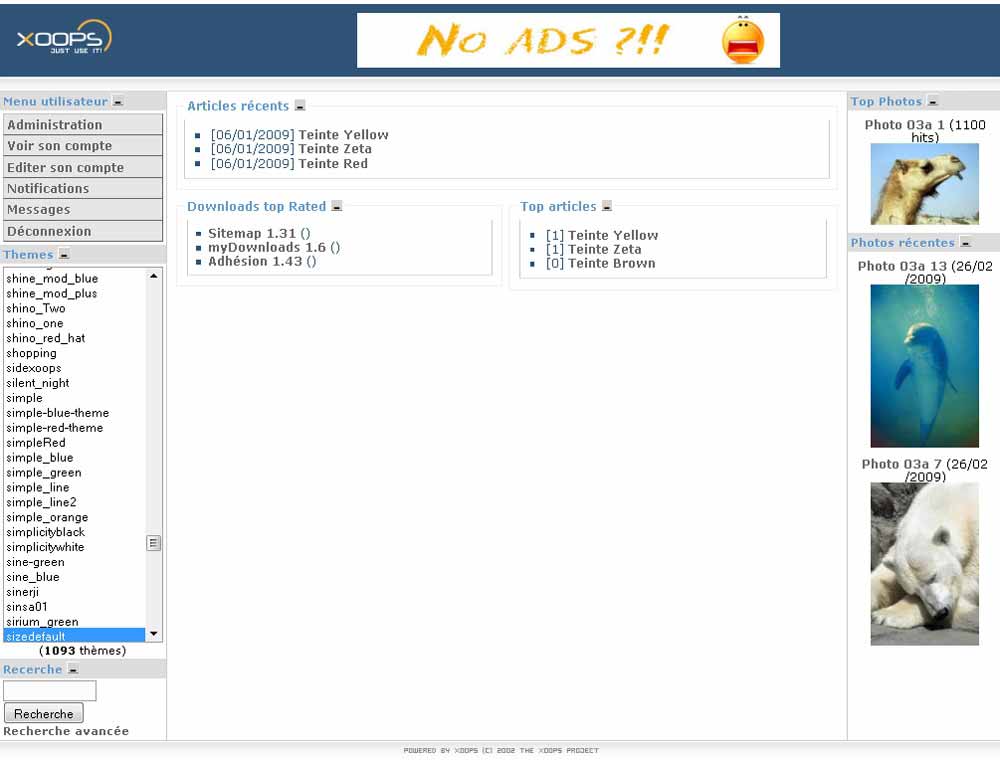 XOOPS
JUST USE IT!
No ADS ?!!
Menu utilisateur
Administration
Voir son compte
Editer son compte
Notifications
Messages
Déconnexion
Themes
shine_mod_blue
shine_mod_plus
shino_Two
shino_one
shino_red_hat
shopping
sidexoops
silent_night
simple
simple-blue-theme
simple-red-theme
simpleRed
simple_blue
simple_green
simple_line
simple_line2
simple_orange
simplicityblack
simplicitywhite
sine-green
sine_blue
sinerji
sinsa01
sirium_green
sizedefault
(1093 thèmes)
Recerche
Recherche
Recherche avancée
Articles récents
[06/01/2009] Teinte Yellow
[06/01/2009] Teinte Zeta
[06/01/2009] Teinte Red
Downloads top Rated
Sitemap 1.31 ()
myDownloads 1.6 ()
Adhésion 1.43 ()
Top articles
[1] Teinte Yellow
[1] Teinte Zeta
[0] Teinte Brown
Top Photos
Photo 03a 1 (1100
hits)
Photos récentes
Photo 03a 13 (26/02
/2009)
Photo 03a 7 (26/02
/2009)
POWERED BY XOOPS (C) 2002 THE XOOPS PROJECT